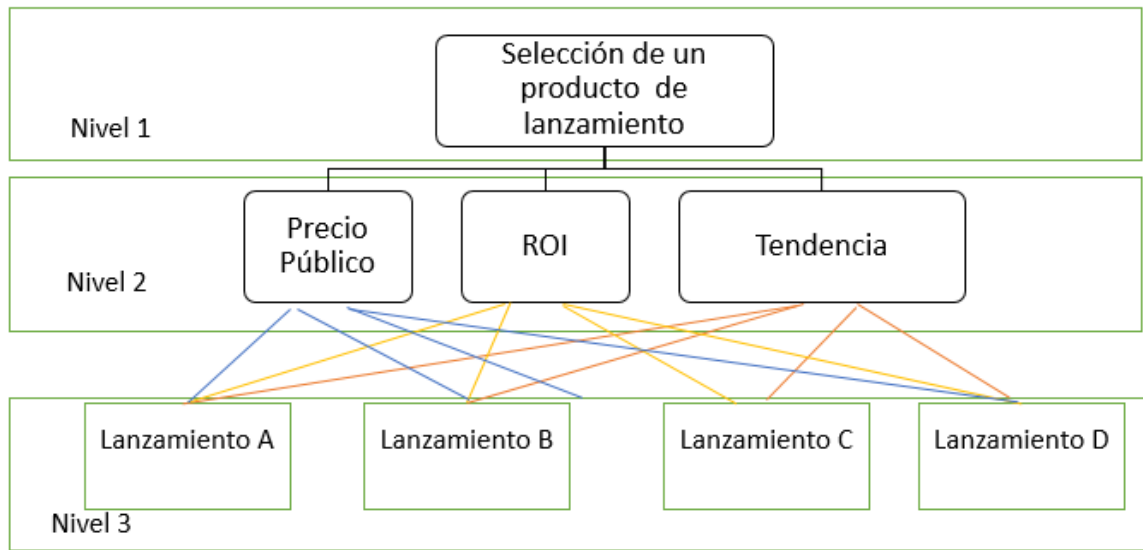 Selección de un
producto de
lanzamiento
Nivel 1
Precio
Público
ROI
Tendencia
Nivel 2
Lanzamiento A
Lanzamiento B
Lanzamiento C
Lanzamiento D
Nivel 3